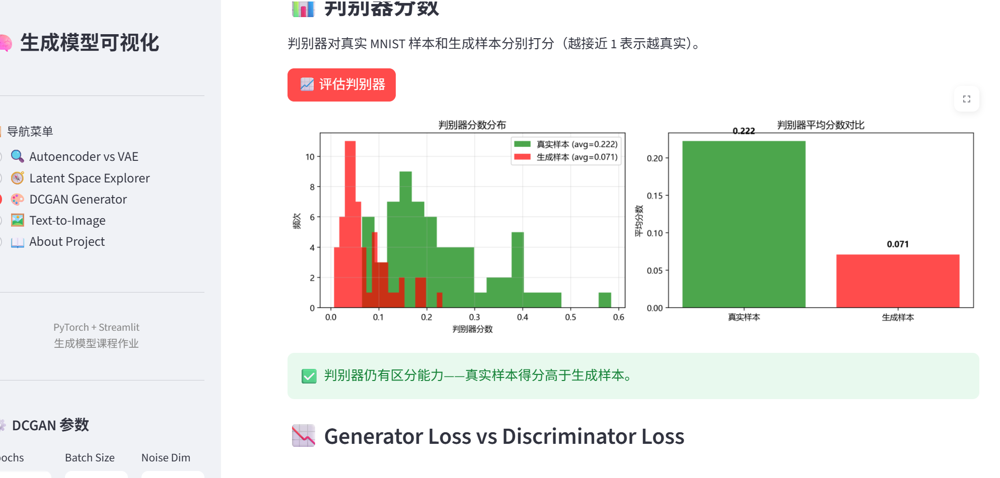 生成模型可视化
导航菜单
Autoencoder vs VAE
Latent Space Explorer
DCGAN Generator
Text-to-Image
About Project
PyTorch + Streamlit
生成模型课程作业
DCGAN 参数
Batch Size
Noise Dim
判别器分数
判别器对真实 MNIST 样本和生成样本分别打分（越接近 1 表示越真实）。
评估判别器
判别器分数分布
真实样本 (avg=0.222)
生成样本 (avg=0.071)
频次
10
8
6
4
2
0
0.0 0.1 0.2 0.3 0.4 0.5 0.6
判别器分数
判别器平均分数对比
0.222
0.071
平均分数
0.20
0.15
0.10
0.05
0.00
真实样本 生成样本
判别器仍有区分能力——真实样本得分高于生成样本。
Generator Loss vs Discriminator Loss